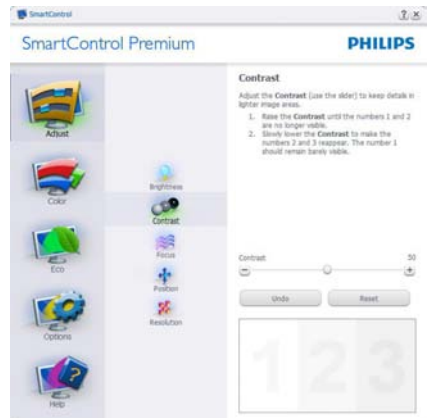 SmartControl
SmartControl Premium
PHILIPS
Adjust
Color
Eco
Options
Help
Brightness
Contrast
Focus
Position
Resolution
Contrast
Adjust the Contrast (use the slider) to keep details in
lighter image areas.
1. Raise the Contrast until the numbers 1 and 2
are no longer visible.
2. Slowly lower the Contrast to make the
numbers 2 and 3 reappear. The number 1
should remain barely visible.
Contrast
50
Undo
Reset
1 2 3